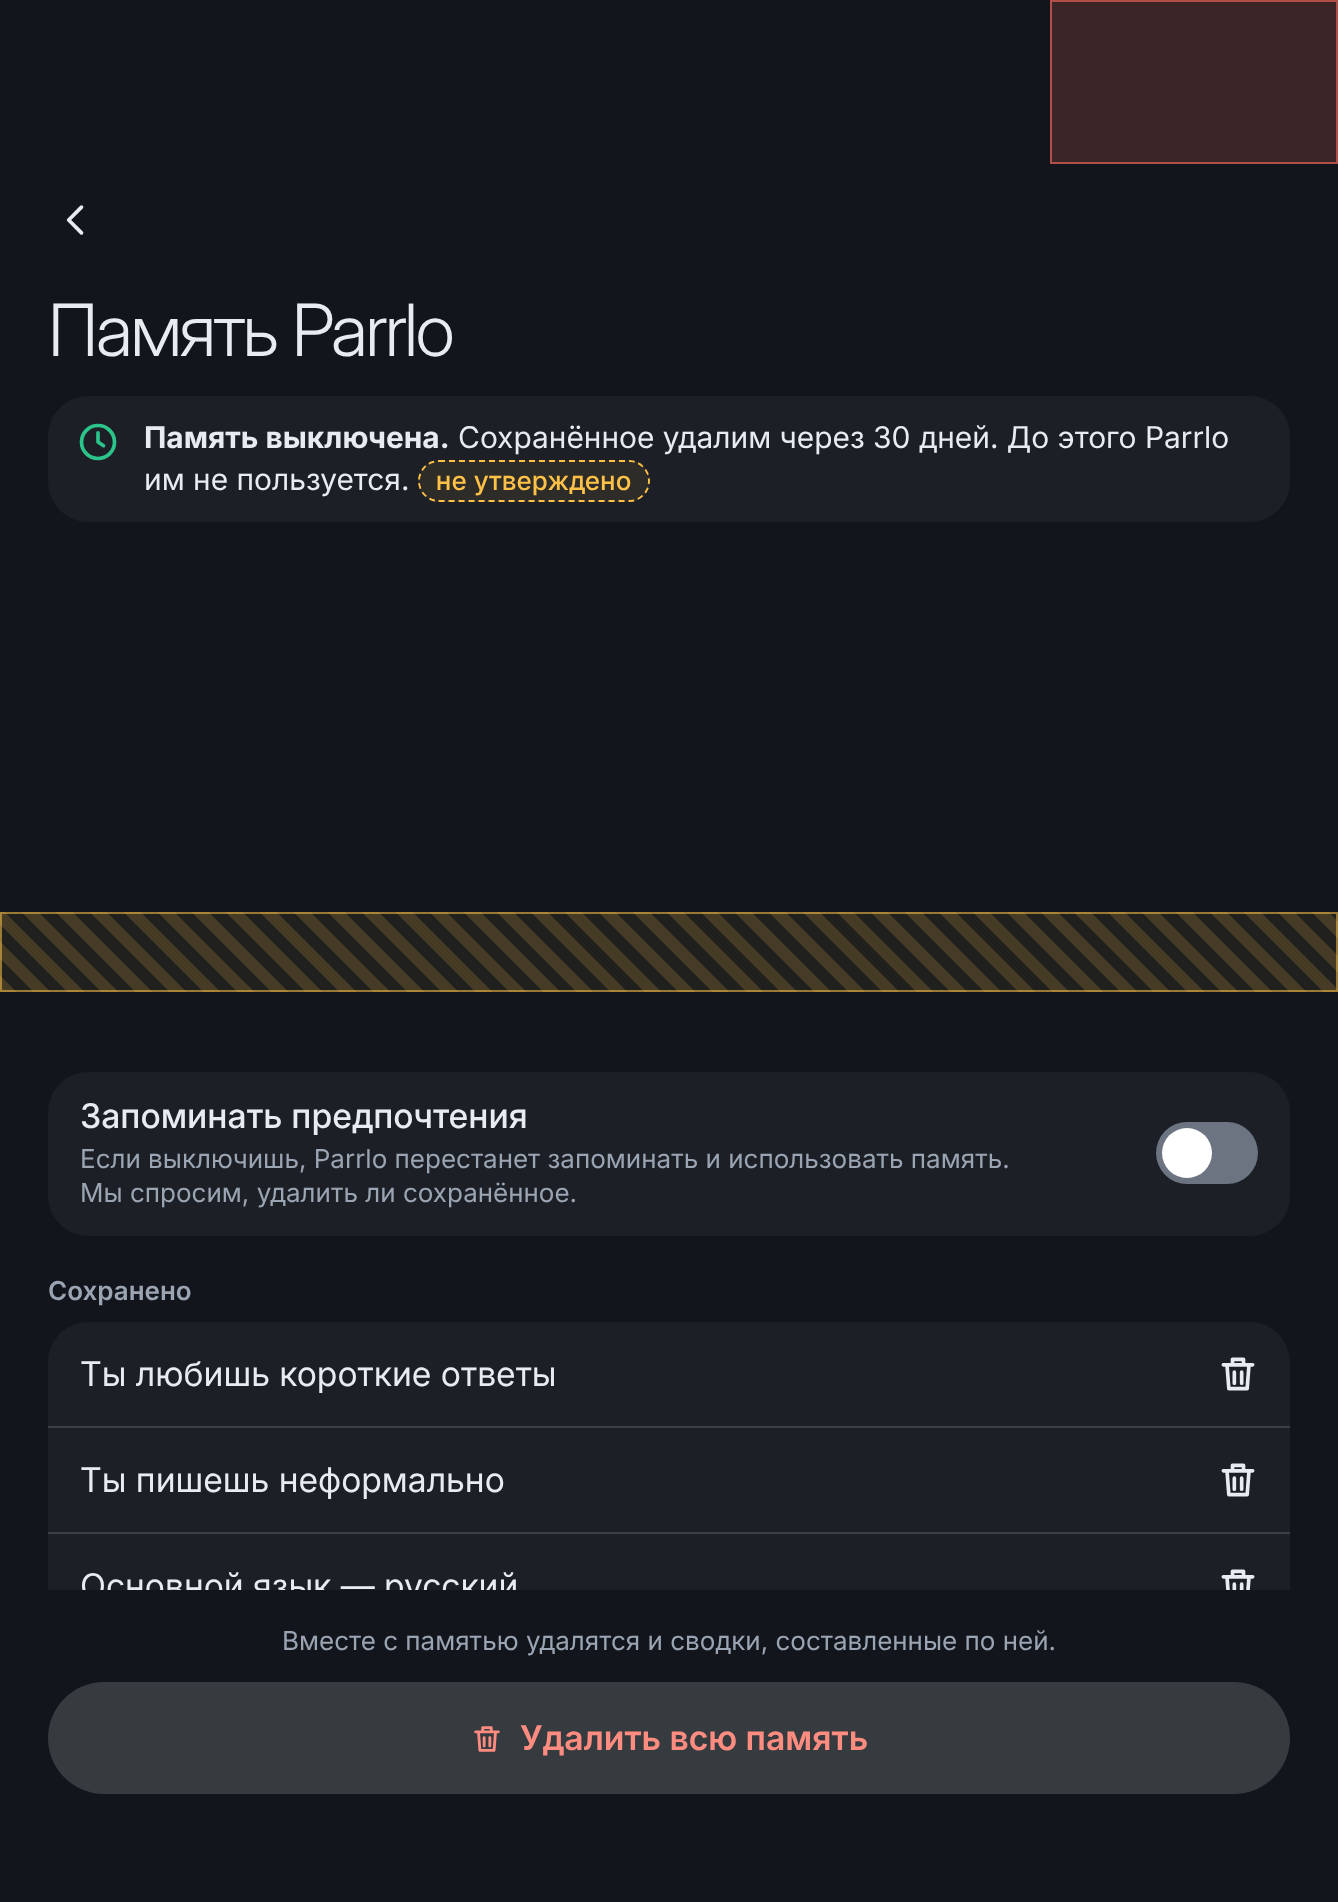 Память Parrlo
Память выключена. Сохранённое удалим через 30 дней. До этого Parrlo
им не пользуется. не утверждено
Запоминать предпочтения
Если выключишь, Parrlo перестанет запоминать и использовать память.
Мы спросим, удалить ли сохранённое.
Сохранено
Ты любишь короткие ответы
Ты пишешь неформально
Основной язык — русский
Вместе с памятью удалятся и сводки, составленные по ней.
Удалить всю память